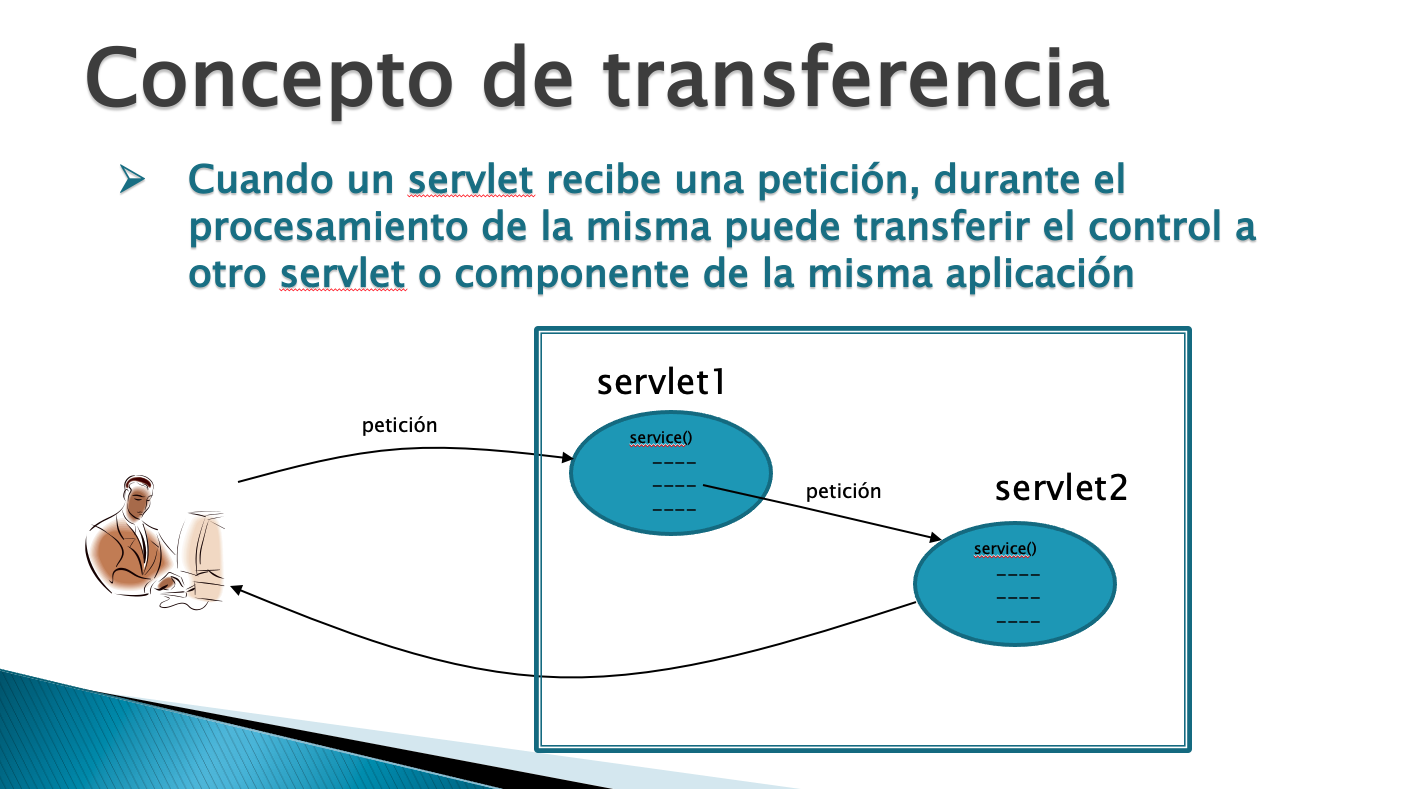 Concepto de transferencia
Cuando un servlet recibe una petición, durante el
procesamiento de la misma puede transferir el control a
otro servlet o componente de la misma aplicación
servlet1
petición
service()
----
----
----
petición
servlet2
service()
----
----
----